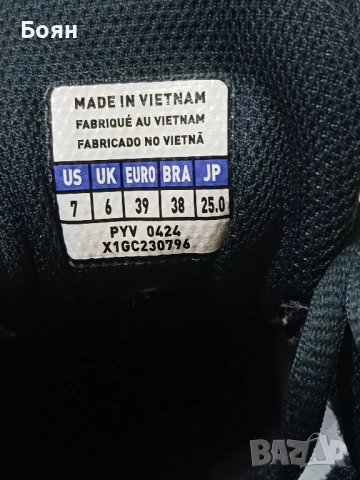 Боян
MADE IN VIETNAM
FABRIQUÉ AU VIETNAM
FABRICADO NO VIETNÃ
US UK EURO BRA JP
7 6 39 38 25.0
PYV 0424
X1GC230796
BAZAR